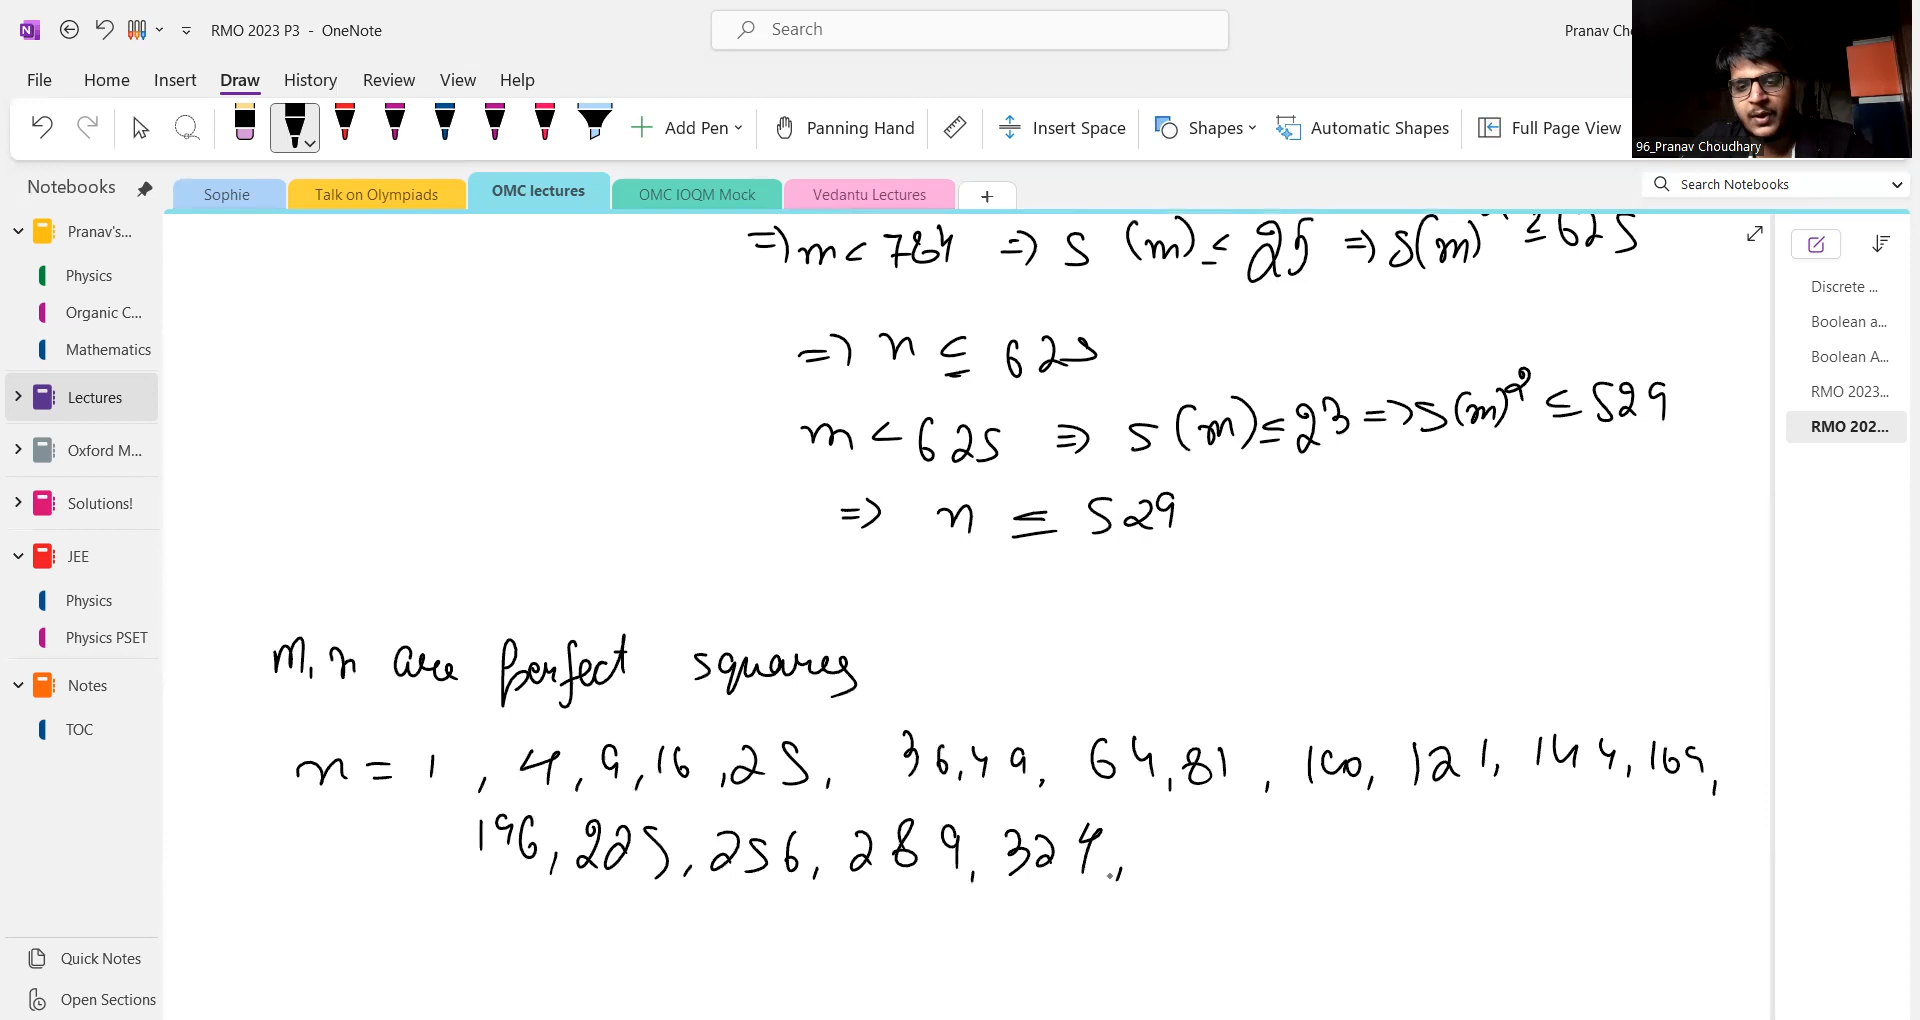 RMO 2023 P3 - OneNote
Search
Pranav Ch
96_Pranav Choudhary
File Home Insert Draw History Review View Help
Add Pen Panning Hand Insert Space Shapes Automatic Shapes Full Page View
Notebooks
Sophie Talk on Olympiads OMC lectures OMC IOQM Mock Vedantu Lectures +
Search Notebooks
Pranav's...
Physics
Organic C...
Mathematics
Lectures
Oxford M...
Solutions!
JEE
Physics
Physics PSET
Notes
TOC
Quick Notes
Open Sections
=> m < 784 => S(m) ≤ 25 => S(m)² ≤ 625
=> n ≤ 625
m < 625 => S(m) ≤ 23 => S(m)² ≤ 529
=> n ≤ 529
M, n are perfect squares
n = 1, 4, 9, 16, 25, 36, 49, 64, 81, 100, 121, 144, 169,
196, 225, 256, 289, 324,
Discrete ...
Boolean a...
Boolean A...
RMO 2023...
RMO 202...